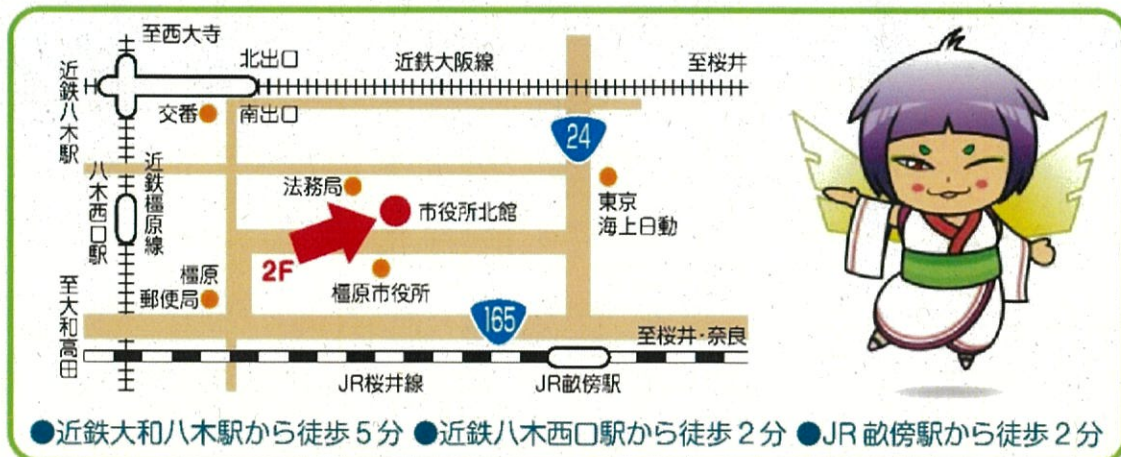 至西大寺
北出口
近鉄大阪線
至桜井
近鉄八木駅
交番
南出口
24
八木西口駅
近鉄橿原線
法務局
市役所北館
東京
海上日動
2F
橿原
郵便局
橿原市役所
165
至大和高田
至桜井・奈良
JR桜井線
JR畝傍駅
●近鉄大和八木駅から徒歩5分 ●近鉄八木西口駅から徒歩2分 ●JR畝傍駅から徒歩2分